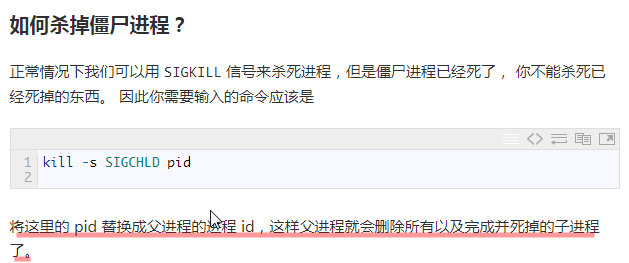 如何杀掉僵尸进程？
正常情况下我们可以用 SIGKILL 信号来杀死进程，但是僵尸进程已经死了， 你不能杀死已
经死掉的东西。 因此你需要输入的命令应该是
1 kill -s SIGCHLD pid
2
将这里的 pid 替换成父进程的进程 id，这样父进程就会删除所有以及完成并死掉的子进程
了。